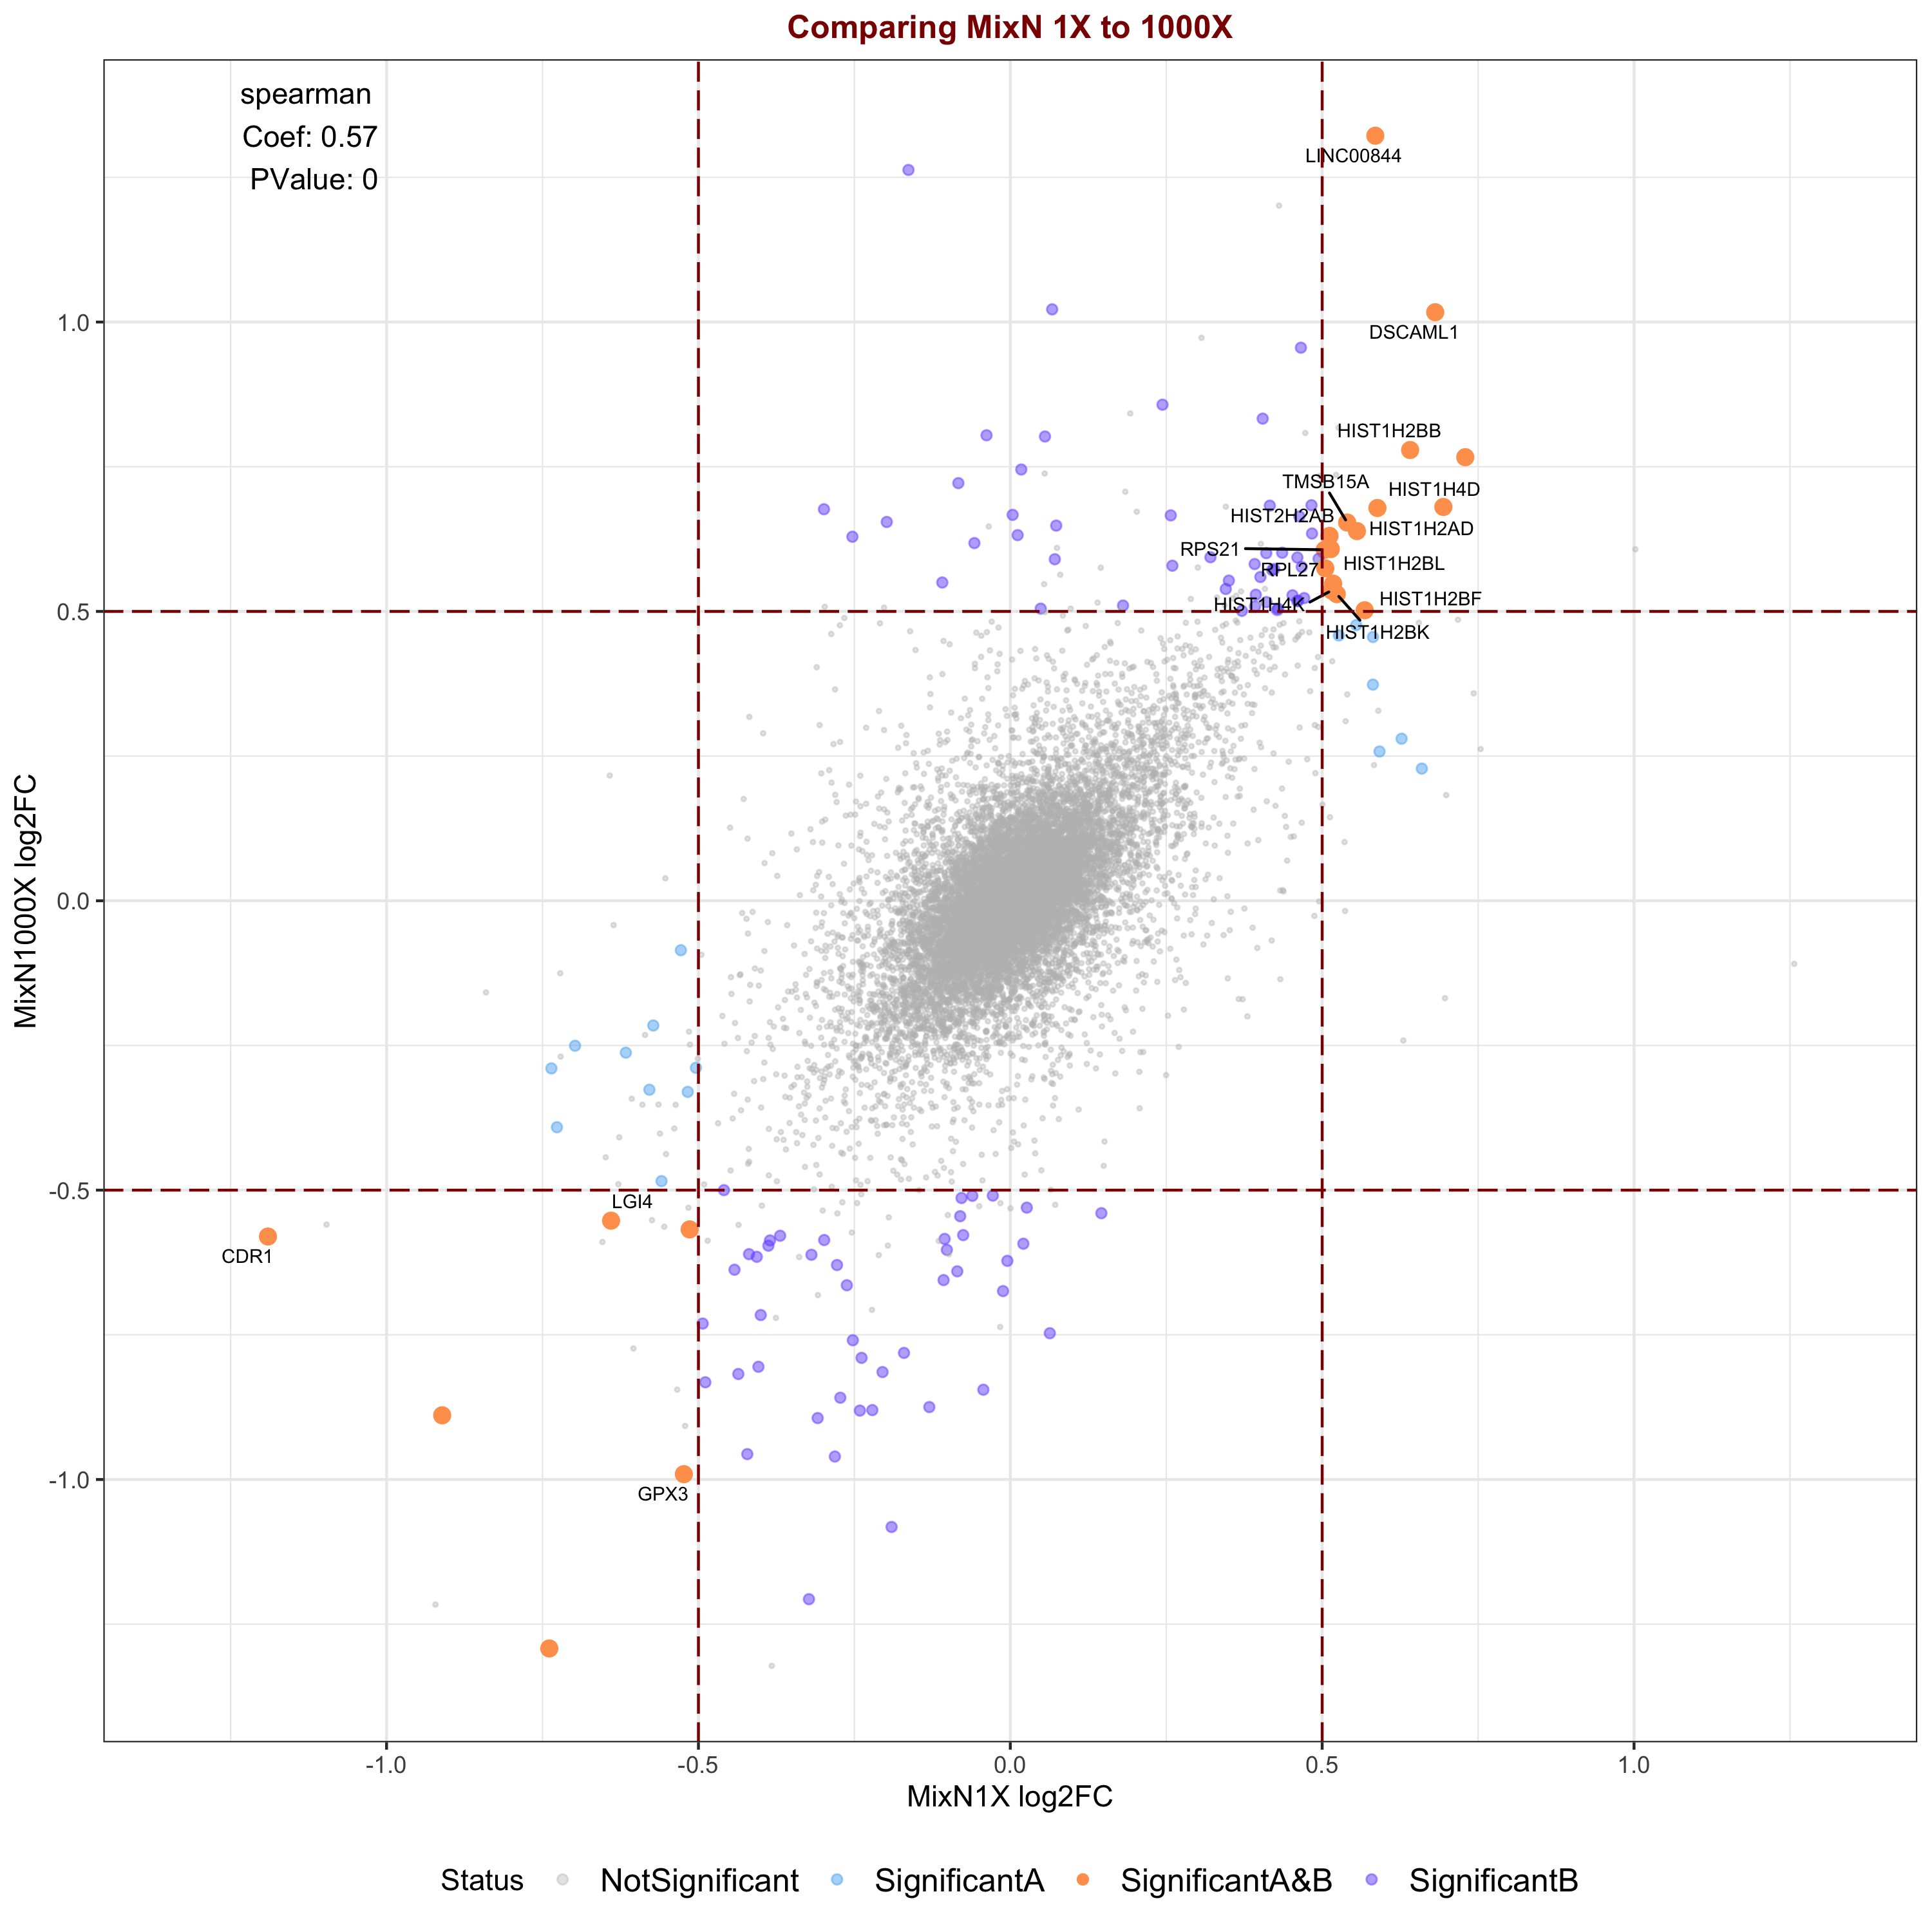 Comparing MixN 1X to 1000X
spearman
Coef: 0.57
PValue: 0
LINC00844
DSCAML1
HIST1H2BB
TMSB15A
HIST1H4D
HIST2H2AB
HIST1H2AD
RPS21
HIST1H2BL
RPL27
HIST1H4K
HIST1H2BF
HIST1H2BK
LGI4
CDR1
GPX3
1.0
0.5
0.0
-0.5
-1.0
MixN1000X log2FC
-1.0 -0.5 0.0 0.5 1.0
MixN1X log2FC
Status NotSignificant SignificantA SignificantA&B SignificantB